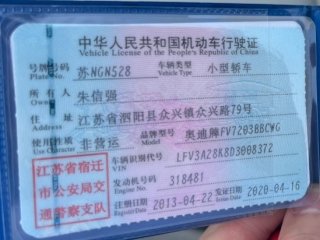 中华人民共和国机动车行驶证
Vehicle License of the People's Republic of China
号牌号码 苏NGN528 车辆类型 小型轿车
Plate No. Vehicle Type
所有人 朱信强
Owner
住址 江苏省泗阳县众兴镇众兴路79号
使用性质 非营运 品牌型号 奥迪牌FV7203BBCWG
Use Character Model
江苏省宿迁 车辆识别代号 LFV3A28K8D3008372
VIN
市公安局交 发动机号码 318481
Engine No.
通警察支队 注册日期 2013-04-22 发证日期 2020-04-16
Register Date Issue Date